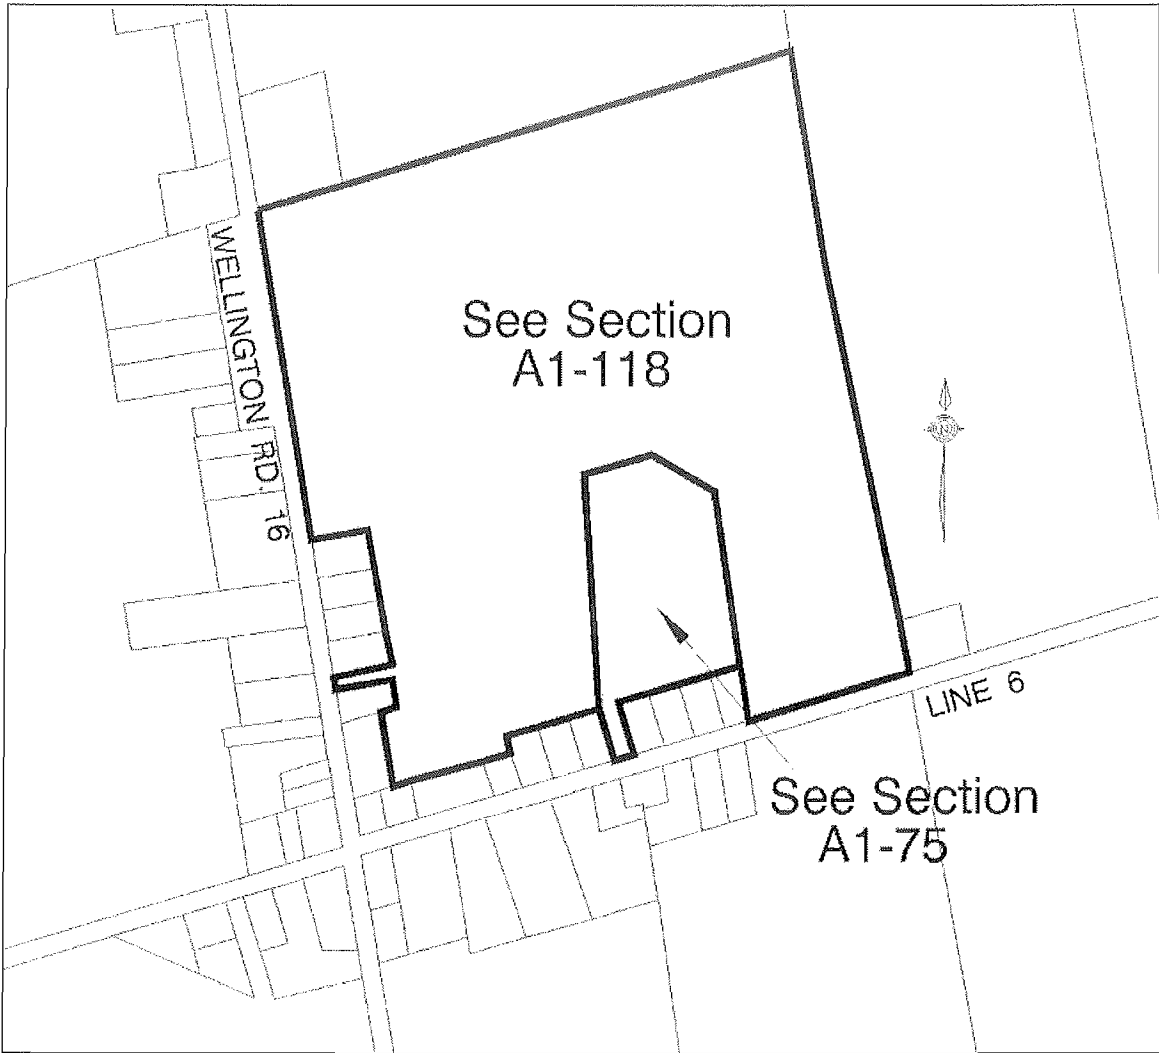 See Section
A1-118
WELLINGTON RD. 16
N
LINE 6
See Section
A1-75